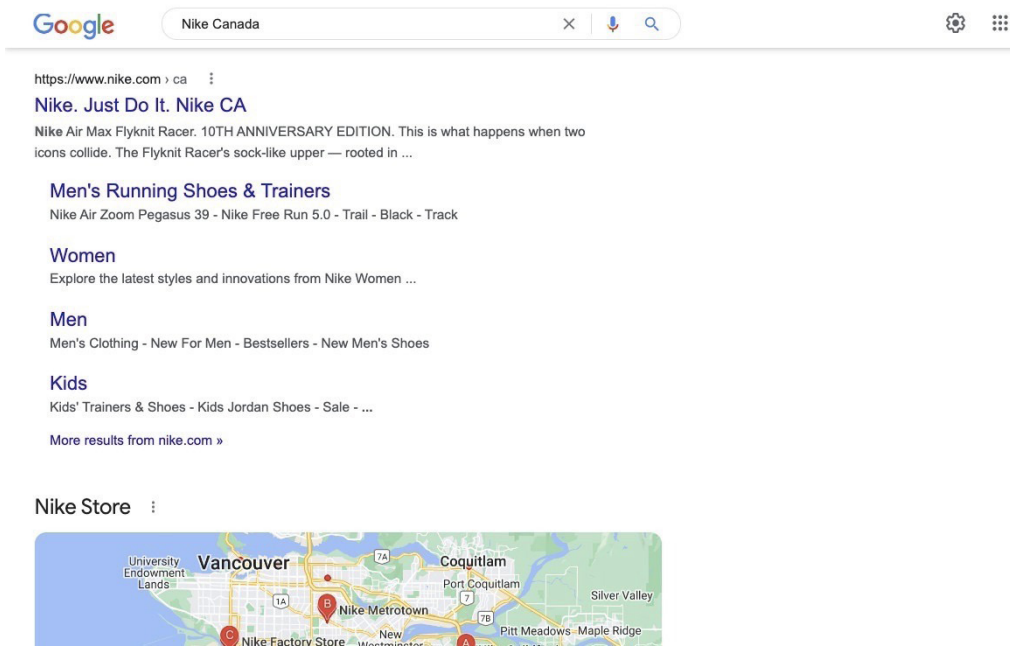 Google
Nike Canada
https://www.nike.com › ca
Nike. Just Do It. Nike CA
Nike Air Max Flyknit Racer. 10TH ANNIVERSARY EDITION. This is what happens when two
icons collide. The Flyknit Racer's sock-like upper — rooted in ...
Men's Running Shoes & Trainers
Nike Air Zoom Pegasus 39 - Nike Free Run 5.0 - Trail - Black - Track
Women
Explore the latest styles and innovations from Nike Women ...
Men
Men's Clothing - New For Men - Bestsellers - New Men's Shoes
Kids
Kids' Trainers & Shoes - Kids Jordan Shoes - Sale - ...
More results from nike.com »
Nike Store
University
Endowment
Lands
Vancouver
7A
Coquitlam
Port Coquitlam
1A
7
Silver Valley
B
Nike Metrotown
7B
Pitt Meadows
Maple Ridge
C
Nike Factory Store
New
Westminster
A